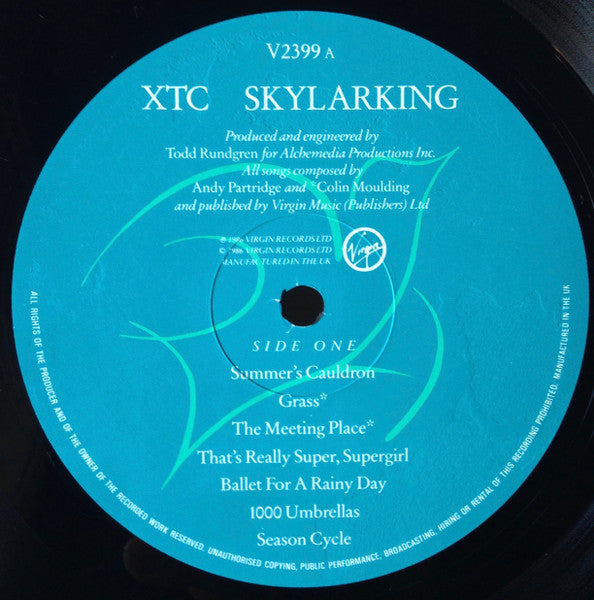 V2399 A
XTC SKYLARKING
Produced and engineered by
Todd Rundgren for Alchemedia Productions Inc.
All songs composed by
Andy Partridge and *Colin Moulding
and published by Virgin Music (Publishers) Ltd
℗ 1986 VIRGIN RECORDS LTD
© 1986 VIRGIN RECORDS LTD
MANUFACTURED IN THE UK
Virgin
SIDE ONE
Summer's Cauldron
Grass*
The Meeting Place*
That's Really Super, Supergirl
Ballet For A Rainy Day
1000 Umbrellas
Season Cycle
ALL RIGHTS OF THE PRODUCER AND OF THE OWNER OF THE RECORDED WORK RESERVED. UNAUTHORISED COPYING, PUBLIC PERFORMANCE, BROADCASTING, HIRING OR RENTAL OF THIS RECORDING PROHIBITED. MANUFACTURED IN THE UK